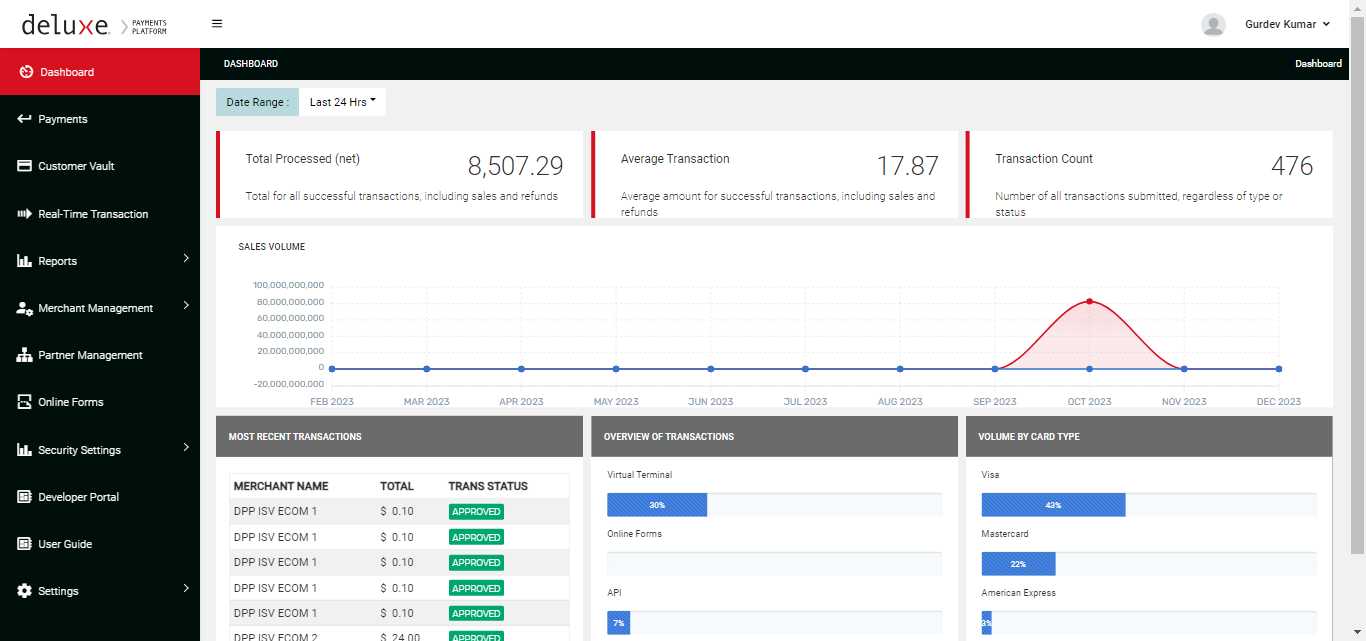 deluxe. PAYMENTS PLATFORM
Gurdev Kumar
Dashboard
Payments
Customer Vault
Real-Time Transaction
Reports
Merchant Management
Partner Management
Online Forms
Security Settings
Developer Portal
User Guide
Settings
DASHBOARD
Dashboard
Date Range :
Last 24 Hrs
Total Processed (net)
8,507.29
Total for all successful transactions, including sales and refunds
Average Transaction
17.87
Average amount for successful transactions, including sales and
refunds
Transaction Count
476
Number of all transactions submitted, regardless of type or
status
SALES VOLUME
100,000,000,000
80,000,000,000
60,000,000,000
40,000,000,000
20,000,000,000
0
-20,000,000,000
FEB 2023 MAR 2023 APR 2023 MAY 2023 JUN 2023 JUL 2023 AUG 2023 SEP 2023 OCT 2023 NOV 2023 DEC 2023
MOST RECENT TRANSACTIONS
MERCHANT NAME TOTAL TRANS STATUS
DPP ISV ECOM 1 $ 0.10 APPROVED
DPP ISV ECOM 1 $ 0.10 APPROVED
DPP ISV ECOM 1 $ 0.10 APPROVED
DPP ISV ECOM 1 $ 0.10 APPROVED
DPP ISV ECOM 1 $ 0.10 APPROVED
DPP ISV ECOM 2 $ 24.00 APPROVED
OVERVIEW OF TRANSACTIONS
Virtual Terminal
30%
Online Forms
API
7%
VOLUME BY CARD TYPE
Visa
43%
Mastercard
22%
American Express
3%